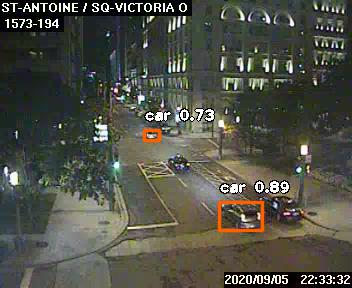 ST-ANTOINE / SQ-VICTORIA O
1573-194
car 0.73
car 0.89
2020/09/05 22:33:32